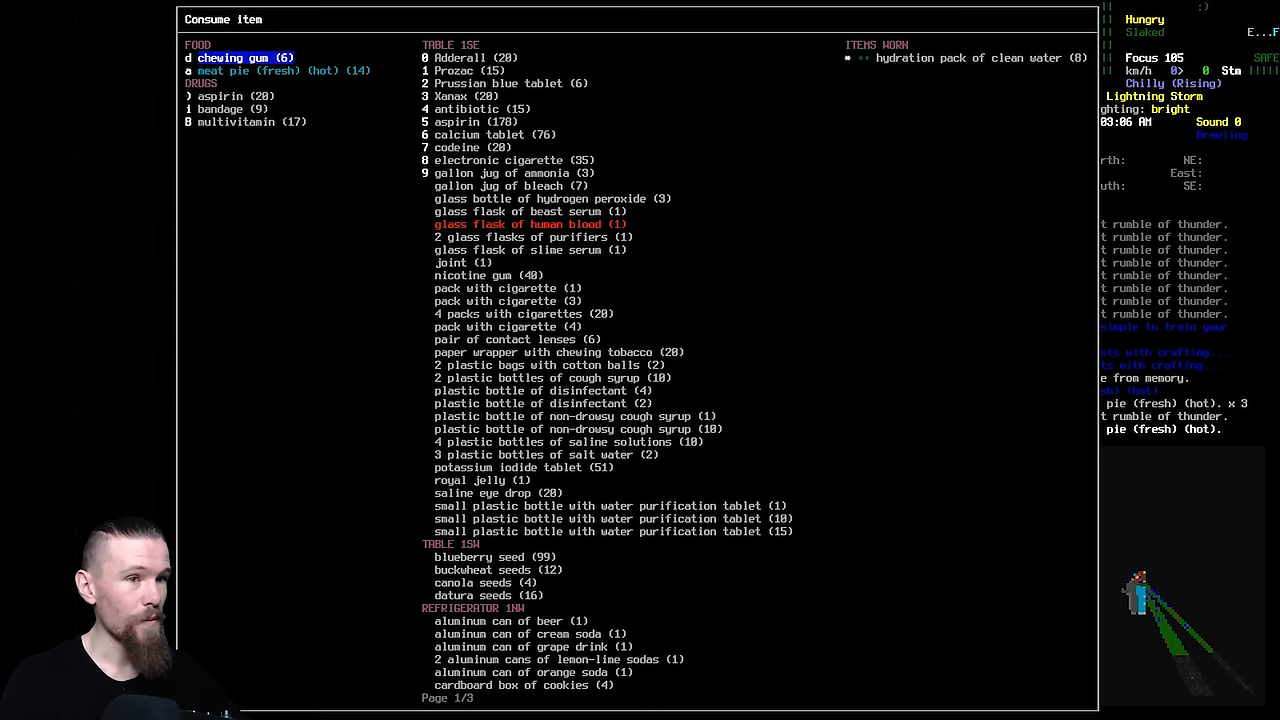 Consume item
FOOD
d chewing gum (6)
a meat pie (fresh) (hot) (14)
DRUGS
) aspirin (20)
i bandage (9)
B multivitamin (17)
TABLE 1SE
0 Adderall (20)
1 Prozac (15)
2 Prussian blue tablet (6)
3 Xanax (20)
4 antibiotic (15)
5 aspirin (178)
6 calcium tablet (76)
7 codeine (20)
8 electronic cigarette (35)
9 gallon jug of ammonia (3)
gallon jug of bleach (7)
glass bottle of hydrogen peroxide (3)
glass flask of beast serum (1)
glass flask of human blood (1)
2 glass flasks of purifiers (1)
glass flask of slime serum (1)
joint (1)
nicotine gum (40)
pack with cigarette (1)
pack with cigarette (3)
4 packs with cigarettes (20)
pack with cigarette (4)
pair of contact lenses (6)
paper wrapper with chewing tobacco (20)
2 plastic bags with cotton balls (2)
2 plastic bottles of cough syrup (10)
plastic bottle of disinfectant (4)
plastic bottle of disinfectant (2)
plastic bottle of non-drowsy cough syrup (1)
plastic bottle of non-drowsy cough syrup (10)
4 plastic bottles of saline solutions (10)
3 plastic bottles of salt water (2)
potassium iodide tablet (51)
royal jelly (1)
saline eye drop (20)
small plastic bottle with water purification tablet (1)
small plastic bottle with water purification tablet (10)
small plastic bottle with water purification tablet (15)
TABLE 1SW
blueberry seed (99)
buckwheat seeds (12)
canola seeds (4)
datura seeds (16)
REFRIGERATOR 1NW
aluminum can of beer (1)
aluminum can of cream soda (1)
aluminum can of grape drink (1)
2 aluminum cans of lemon-lime sodas (1)
aluminum can of orange soda (1)
cardboard box of cookies (4)
Page 1/3
ITEMS WORN
* ++ hydration pack of clean water (8)
|| :)
|| Hungry
|| Slaked E...F
||
|| Focus 105 SAFE
|| km/h 0> 0 Stm |||||
Chilly (Rising)
Lightning Storm
ghting: bright
03:06 AM Sound 0
Drawling
rth: NE:
East:
uth: SE:
t rumble of thunder.
t rumble of thunder.
t rumble of thunder.
t rumble of thunder.
t rumble of thunder.
t rumble of thunder.
t rumble of thunder.
t rumble of thunder.
simple to train your
sts with crafting...
ts with crafting...
e from memory.
sh) (hot)
pie (fresh) (hot). x 3
t rumble of thunder.
pie (fresh) (hot).